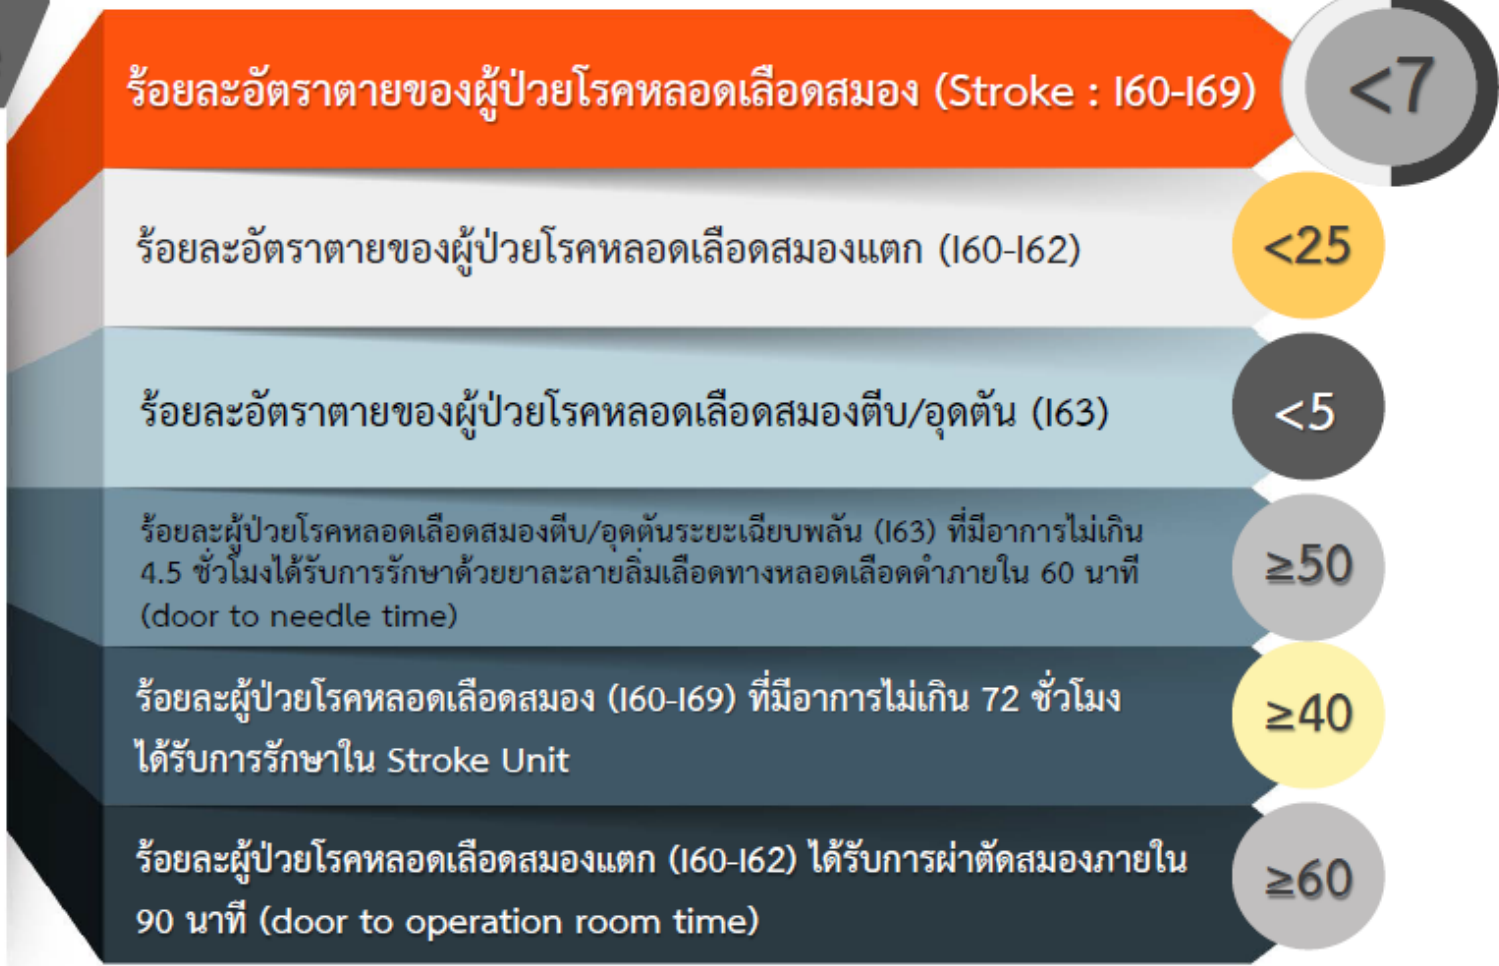 ร้อยละอัตราตายของผู้ป่วยโรคหลอดเลือดสมอง (Stroke : I60-I69)
<7
ร้อยละอัตราตายของผู้ป่วยโรคหลอดเลือดสมองแตก (I60-I62)
<25
ร้อยละอัตราตายของผู้ป่วยโรคหลอดเลือดสมองตีบ/อุดตัน (I63)
<5
ร้อยละผู้ป่วยโรคหลอดเลือดสมองตีบ/อุดตันระยะเฉียบพลัน (I63) ที่มีอาการไม่เกิน
4.5 ชั่วโมงได้รับการรักษาด้วยยาละลายลิ่มเลือดทางหลอดเลือดดำภายใน 60 นาที
(door to needle time)
≥50
ร้อยละผู้ป่วยโรคหลอดเลือดสมอง (I60-I69) ที่มีอาการไม่เกิน 72 ชั่วโมง
ได้รับการรักษาใน Stroke Unit
≥40
ร้อยละผู้ป่วยโรคหลอดเลือดสมองแตก (I60-I62) ได้รับการผ่าตัดสมองภายใน
90 นาที (door to operation room time)
≥60